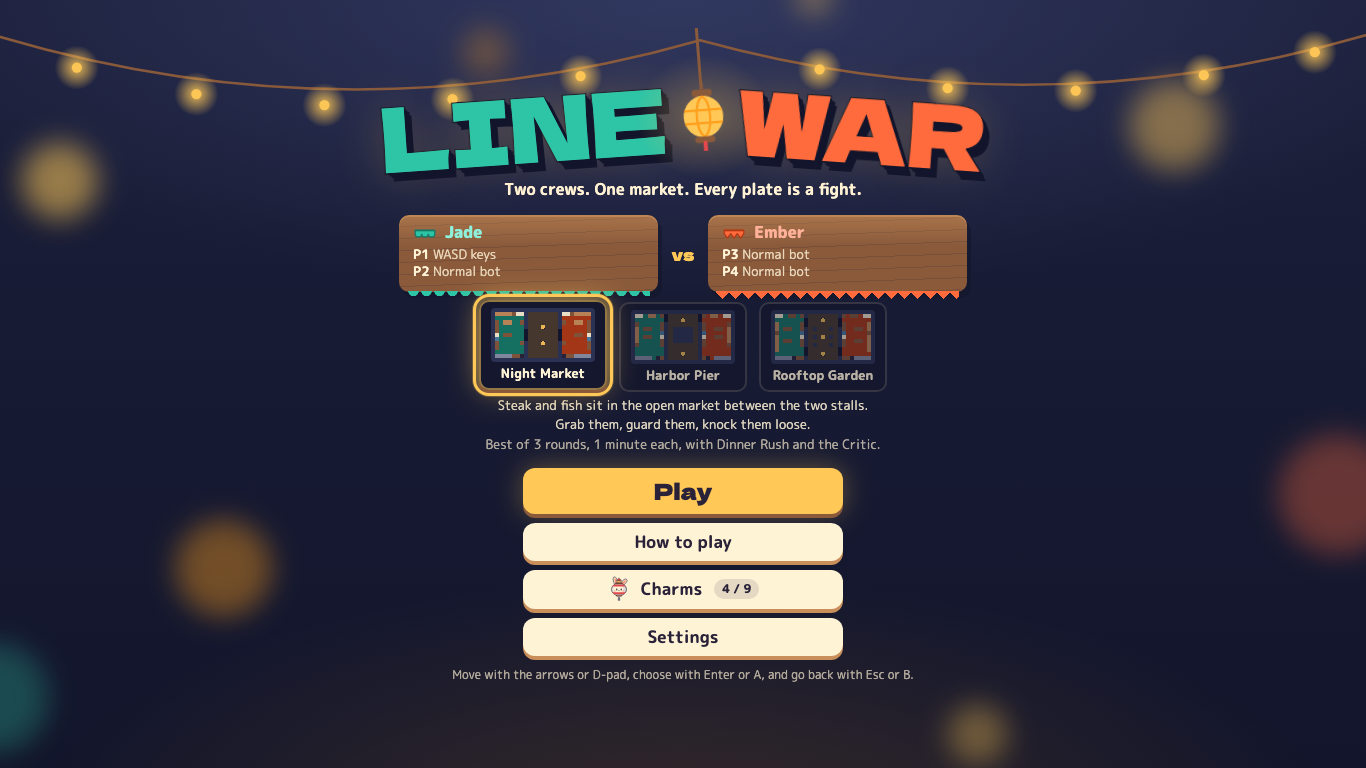 LINE WAR
Two crews. One market. Every plate is a fight.
Jade
P1 WASD keys
P2 Normal bot
vs
Ember
P3 Normal bot
P4 Normal bot
Night Market
Harbor Pier
Rooftop Garden
Steak and fish sit in the open market between the two stalls.
Grab them, guard them, knock them loose.
Best of 3 rounds, 1 minute each, with Dinner Rush and the Critic.
Play
How to play
Charms 4 / 9
Settings
Move with the arrows or D-pad, choose with Enter or A, and go back with Esc or B.